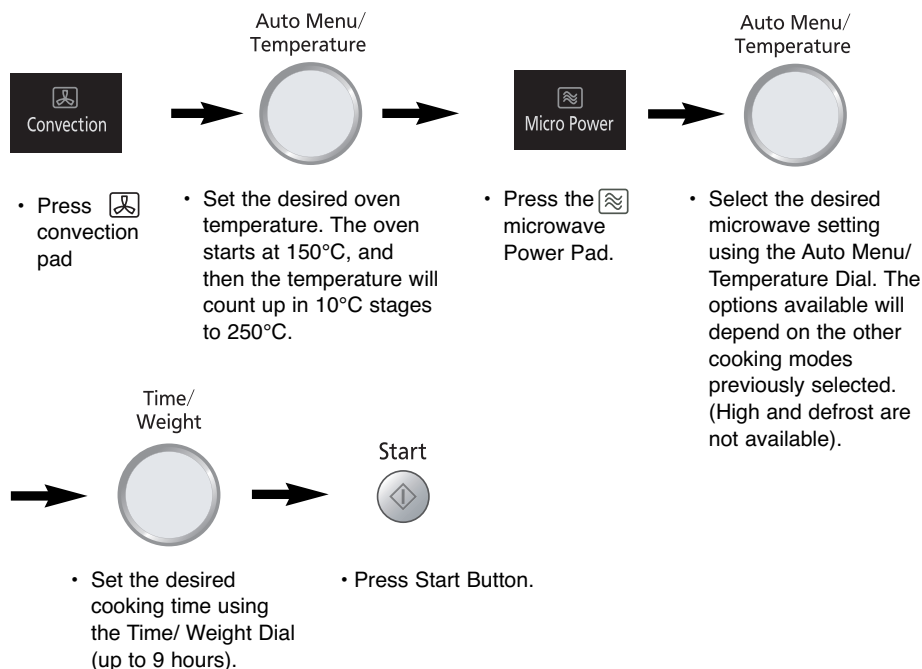 Auto Menu/
Temperature
Auto Menu/
Temperature
Convection
Micro Power
• Press
convection
pad
• Set the desired oven
temperature. The oven
starts at 150°C, and
then the temperature will
count up in 10°C stages
to 250°C.
• Press the
microwave
Power Pad.
• Select the desired
microwave setting
using the Auto Menu/
Temperature Dial. The
options available will
depend on the other
cooking modes
previously selected.
(High and defrost are
not available).
Time/
Weight
Start
• Set the desired
cooking time using
the Time/ Weight Dial
(up to 9 hours).
• Press Start Button.